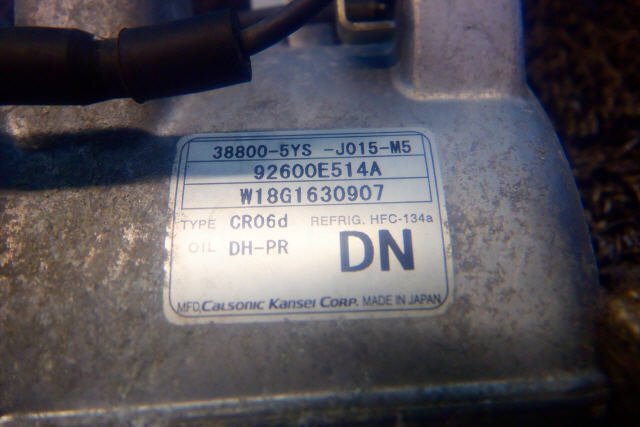 38800-5YS -J015-M5
92600E514A
W18G1630907
TYPE CR06d REFRIG. HFC-134a
OIL DH-PR DN
MFD.CALSONIC KANSEI CORP. MADE IN JAPAN